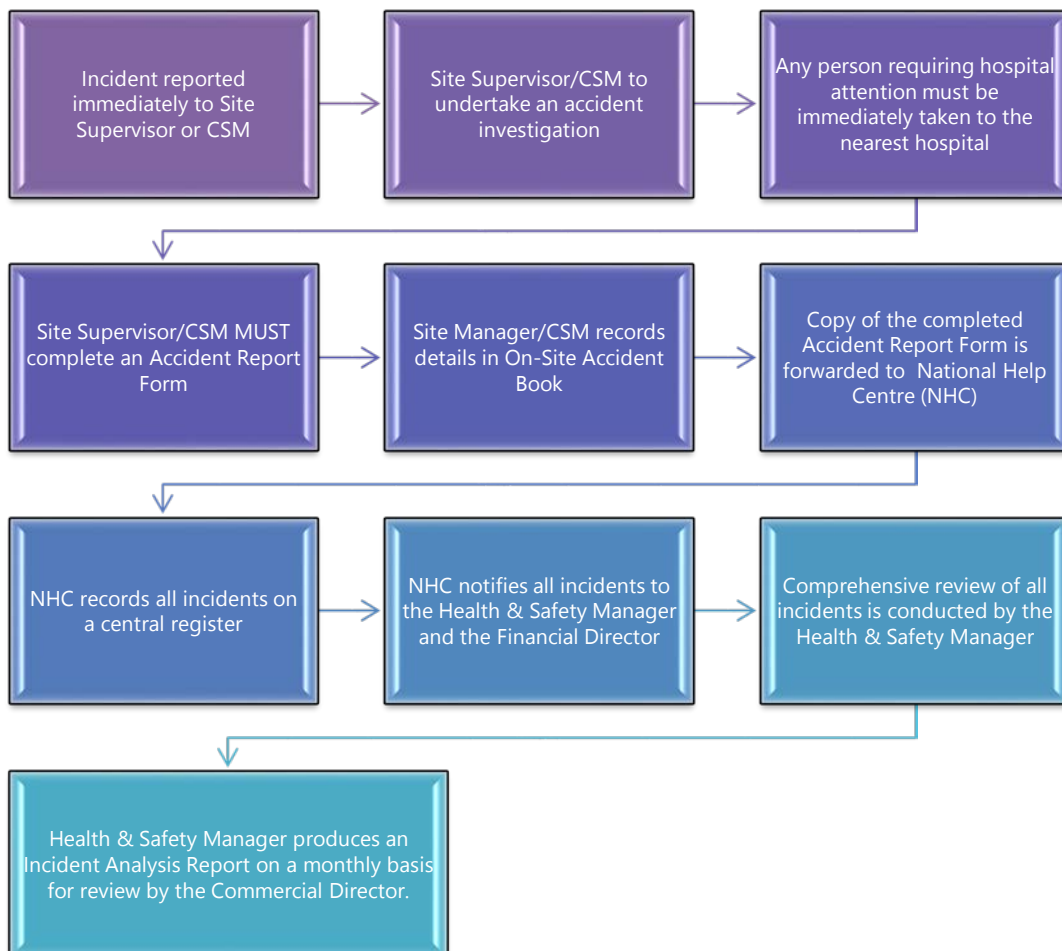 Incident reported
immediately to Site
Supervisor or CSM
Site Supervisor/CSM to
undertake an accident
investigation
Any person requiring hospital
attention must be
immediately taken to the
nearest hospital
Site Supervisor/CSM MUST
complete an Accident Report
Form
Site Manager/CSM records
details in On-Site Accident
Book
Copy of the completed
Accident Report Form is
forwarded to National Help
Centre (NHC)
NHC records all incidents on
a central register
NHC notifies all incidents to
the Health & Safety Manager
and the Financial Director
Comprehensive review of all
incidents is conducted by the
Health & Safety Manager
Health & Safety Manager produces an
Incident Analysis Report on a monthly basis
for review by the Commercial Director.